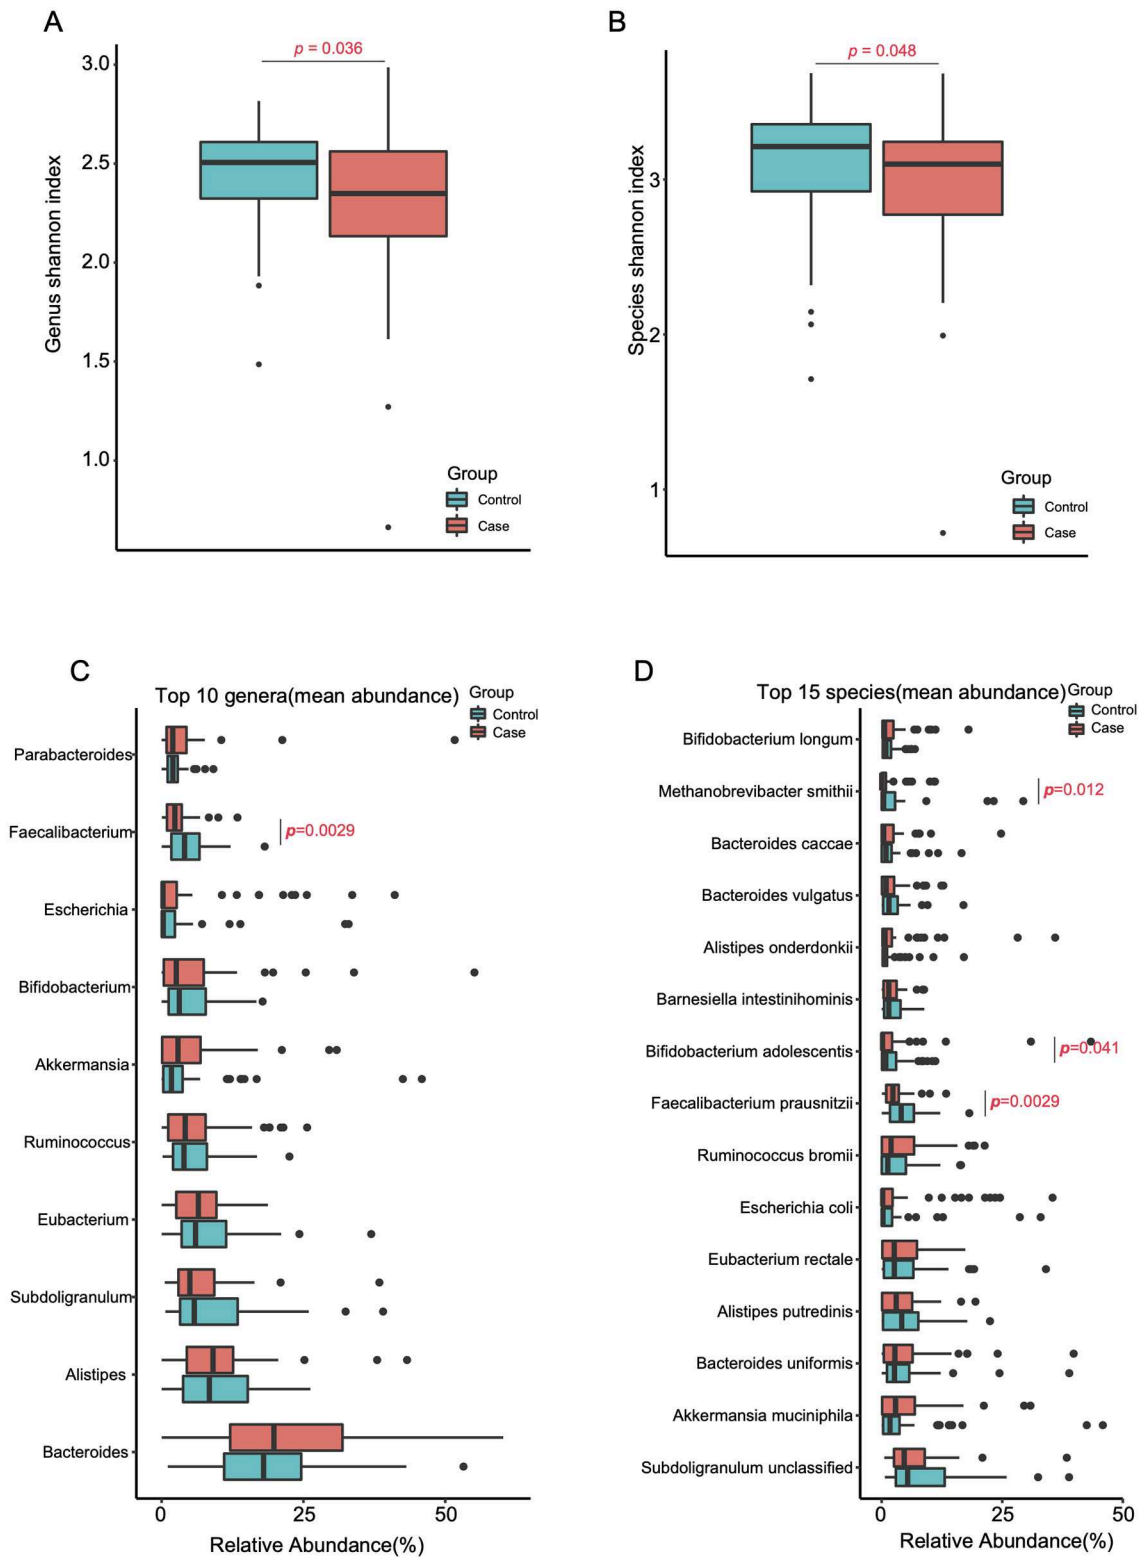 A
p = 0.036
3.0
2.5
2.0
1.5
1.0
Genus shannon index
Group
Control
Case
B
p = 0.048
3
2
1
Species shannon index
Group
Control
Case
C
Top 10 genera(mean abundance)
Group
Control
Case
Parabacteroides
Faecalibacterium
p=0.0029
Escherichia
Bifidobacterium
Akkermansia
Ruminococcus
Eubacterium
Subdoligranulum
Alistipes
Bacteroides
0 25 50
Relative Abundance(%)
D
Top 15 species(mean abundance)
Group
Control
Case
Bifidobacterium longum
Methanobrevibacter smithii
p=0.012
Bacteroides caccae
Bacteroides vulgatus
Alistipes onderdonkii
Barnesiella intestinihominis
Bifidobacterium adolescentis
p=0.041
Faecalibacterium prausnitzii
p=0.0029
Ruminococcus bromii
Escherichia coli
Eubacterium rectale
Alistipes putredinis
Bacteroides uniformis
Akkermansia muciniphila
Subdoligranulum unclassified
0 25 50
Relative Abundance(%)